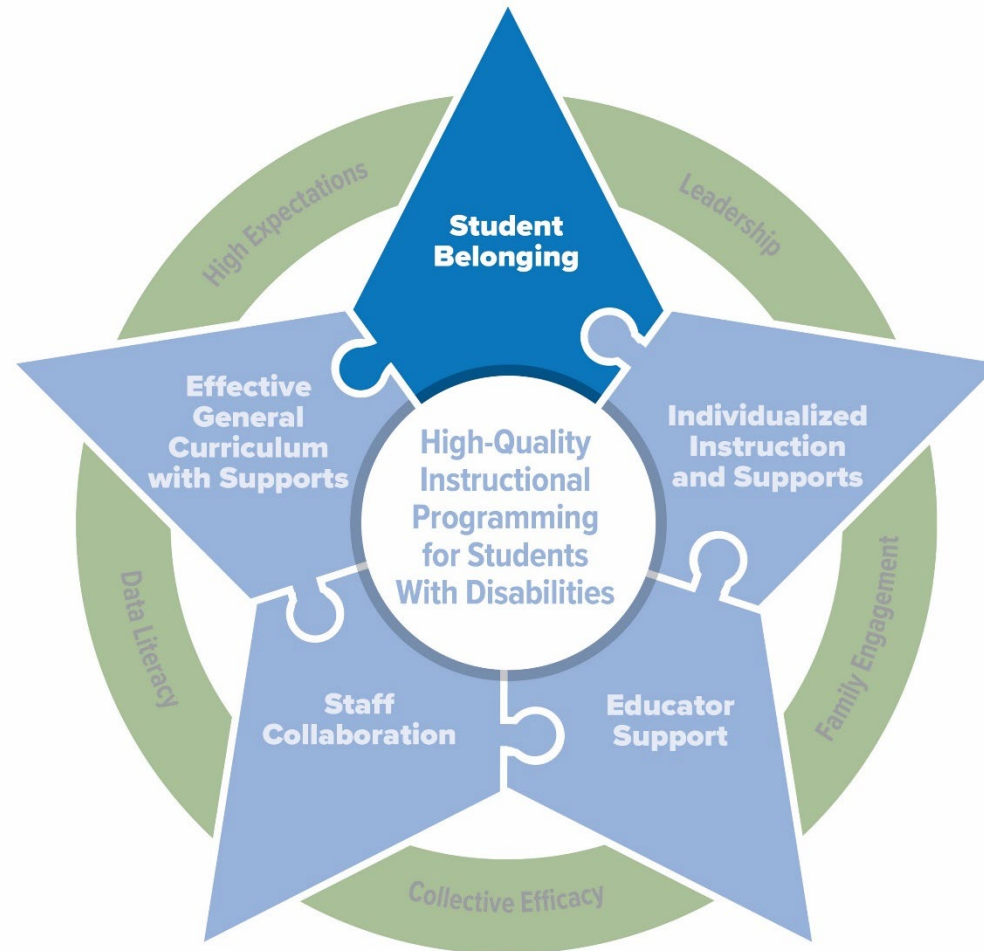 High Expectations
Leadership
Student
Belonging
Effective
General
Curriculum
with Supports
Individualized
Instruction
and Supports
High-Quality
Instructional
Programming
for Students
With Disabilities
Data Literacy
Family Engagement
Staff
Collaboration
Educator
Support
Collective Efficacy